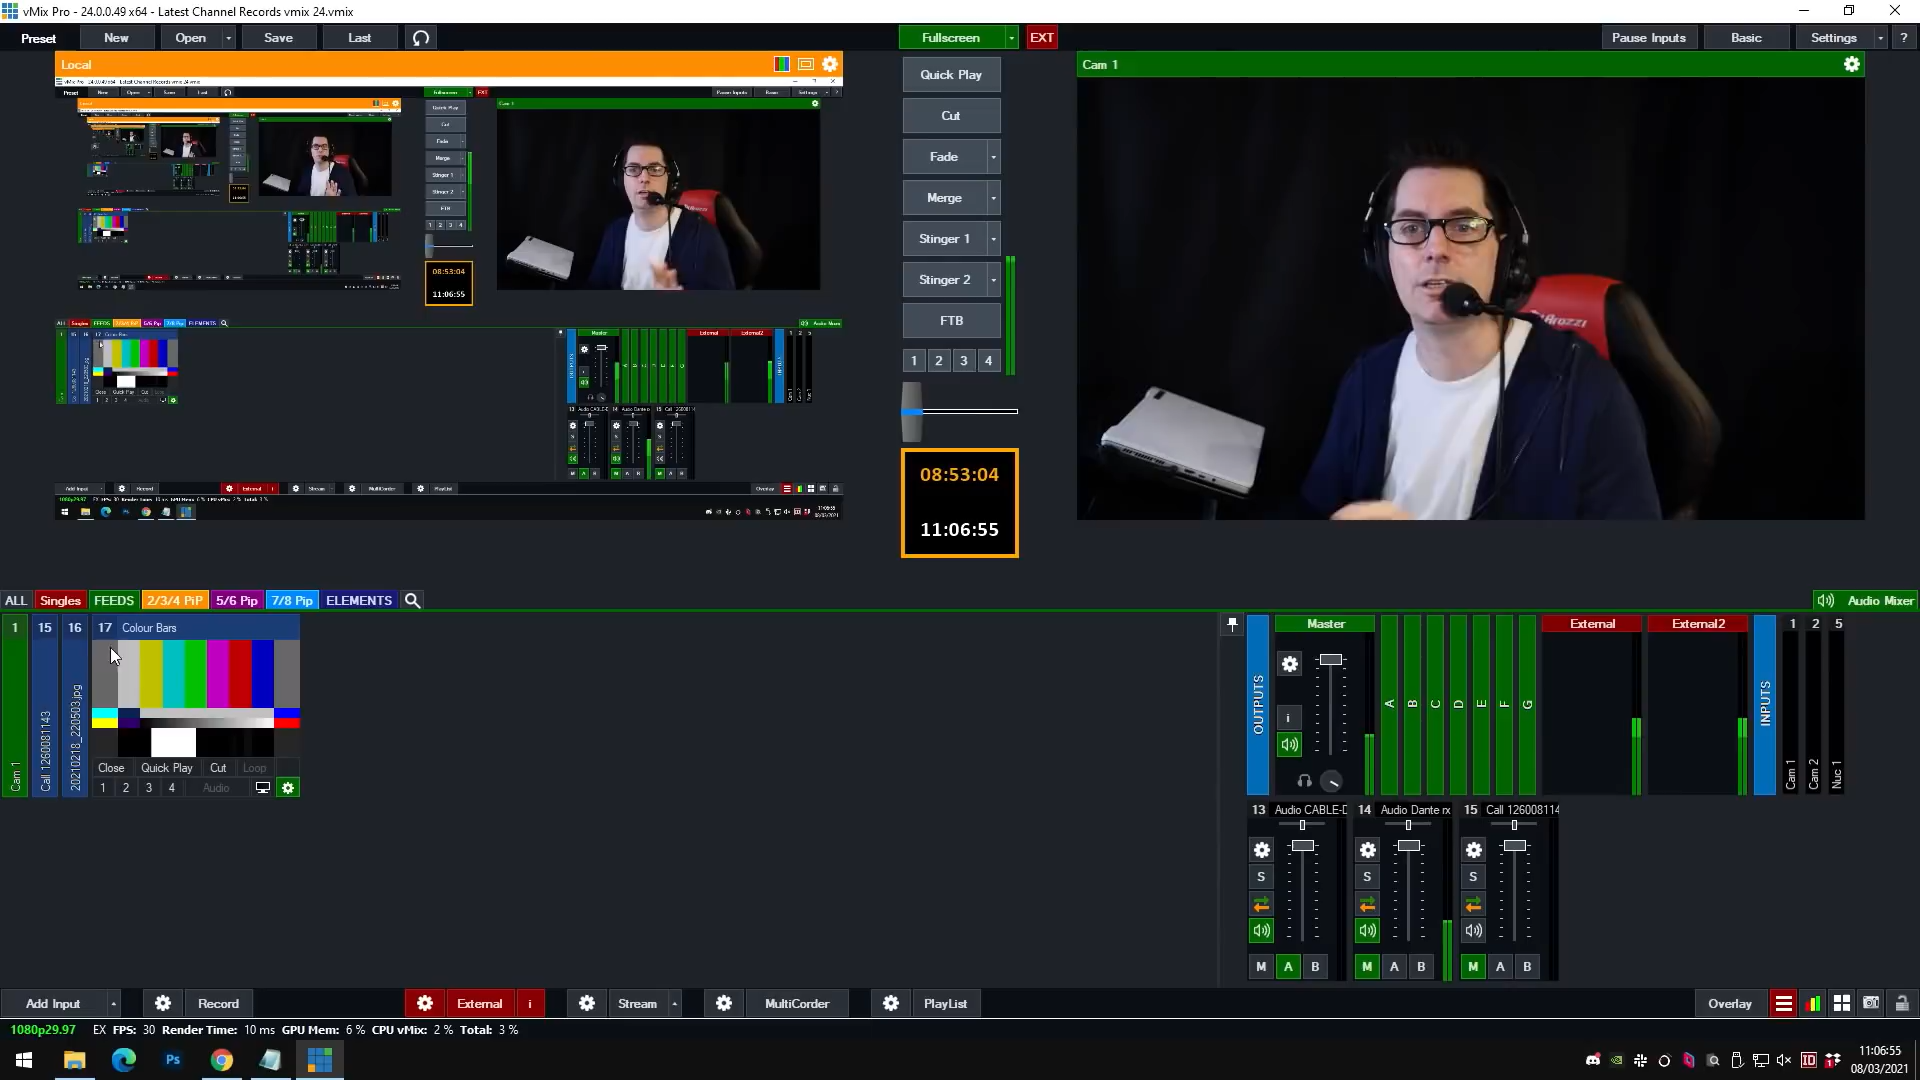 vMix Pro - 24.0.0.49 x64 - Latest Channel Records vmix 24.vmix
Preset
New
Open
Save
Last
Fullscreen
EXT
Pause Inputs
Basic
Settings
?
Local
Quick Play
Cut
Fade
Merge
Stinger 1
Stinger 2
FTB
1 2 3 4
08:53:04
11:06:55
Cam 1
Arozzi
ALL
Singles
FEEDS
2/3/4 PiP
5/6 Pip
7/8 Pip
ELEMENTS
Audio Mixer
1
Cam 1
15
Call 1260081143
16
20210218_220503.jpg
17 Colour Bars
Close
Quick Play
Cut
Loop
1 2 3 4
Audio
OUTPUTS
Master
i
A
B
C
D
E
F
G
External
External2
INPUTS
1
2
5
Cam 1
Cam 2
Nuc 1
13 Audio CABLE-D
14 Audio Dante rx
15 Call 126008114
S
S
S
M A B
M A B
M A B
Add Input
Record
External
i
Stream
MultiCorder
PlayList
Overlay
1080p29.97 EX FPS: 30 Render Time: 10 ms GPU Mem: 6 % CPU vMix: 2 % Total: 3 %
Ps
11:06:55
08/03/2021